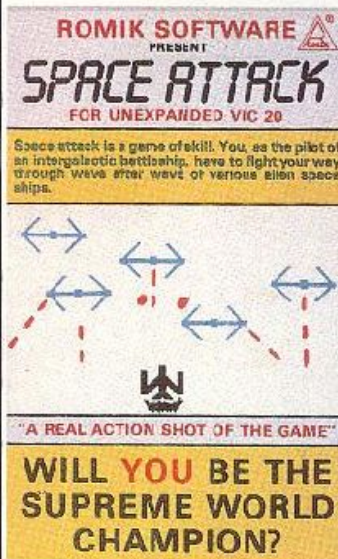 ROMIK SOFTWARE
PRESENT
SPACE ATTACK
FOR UNEXPANDED VIC 20
Space attack is a game of skill. You, as the pilot of
an intergalactic battleship, have to fight your way
through wave after wave of various alien space
ships.
"A REAL ACTION SHOT OF THE GAME"
WILL YOU BE THE
SUPREME WORLD
CHAMPION?